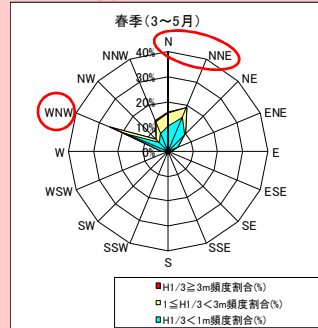 春季(3～5月)
N
40%
NNW
NNE
30%
NW
NE
20%
WNW
ENE
10%
W
0%
E
WSW
ESE
SW
SE
SSW
SSE
S
H1/3≧3m頻度割合(%)
1≦H1/3<3m頻度割合(%)
H1/3<1m頻度割合(%)